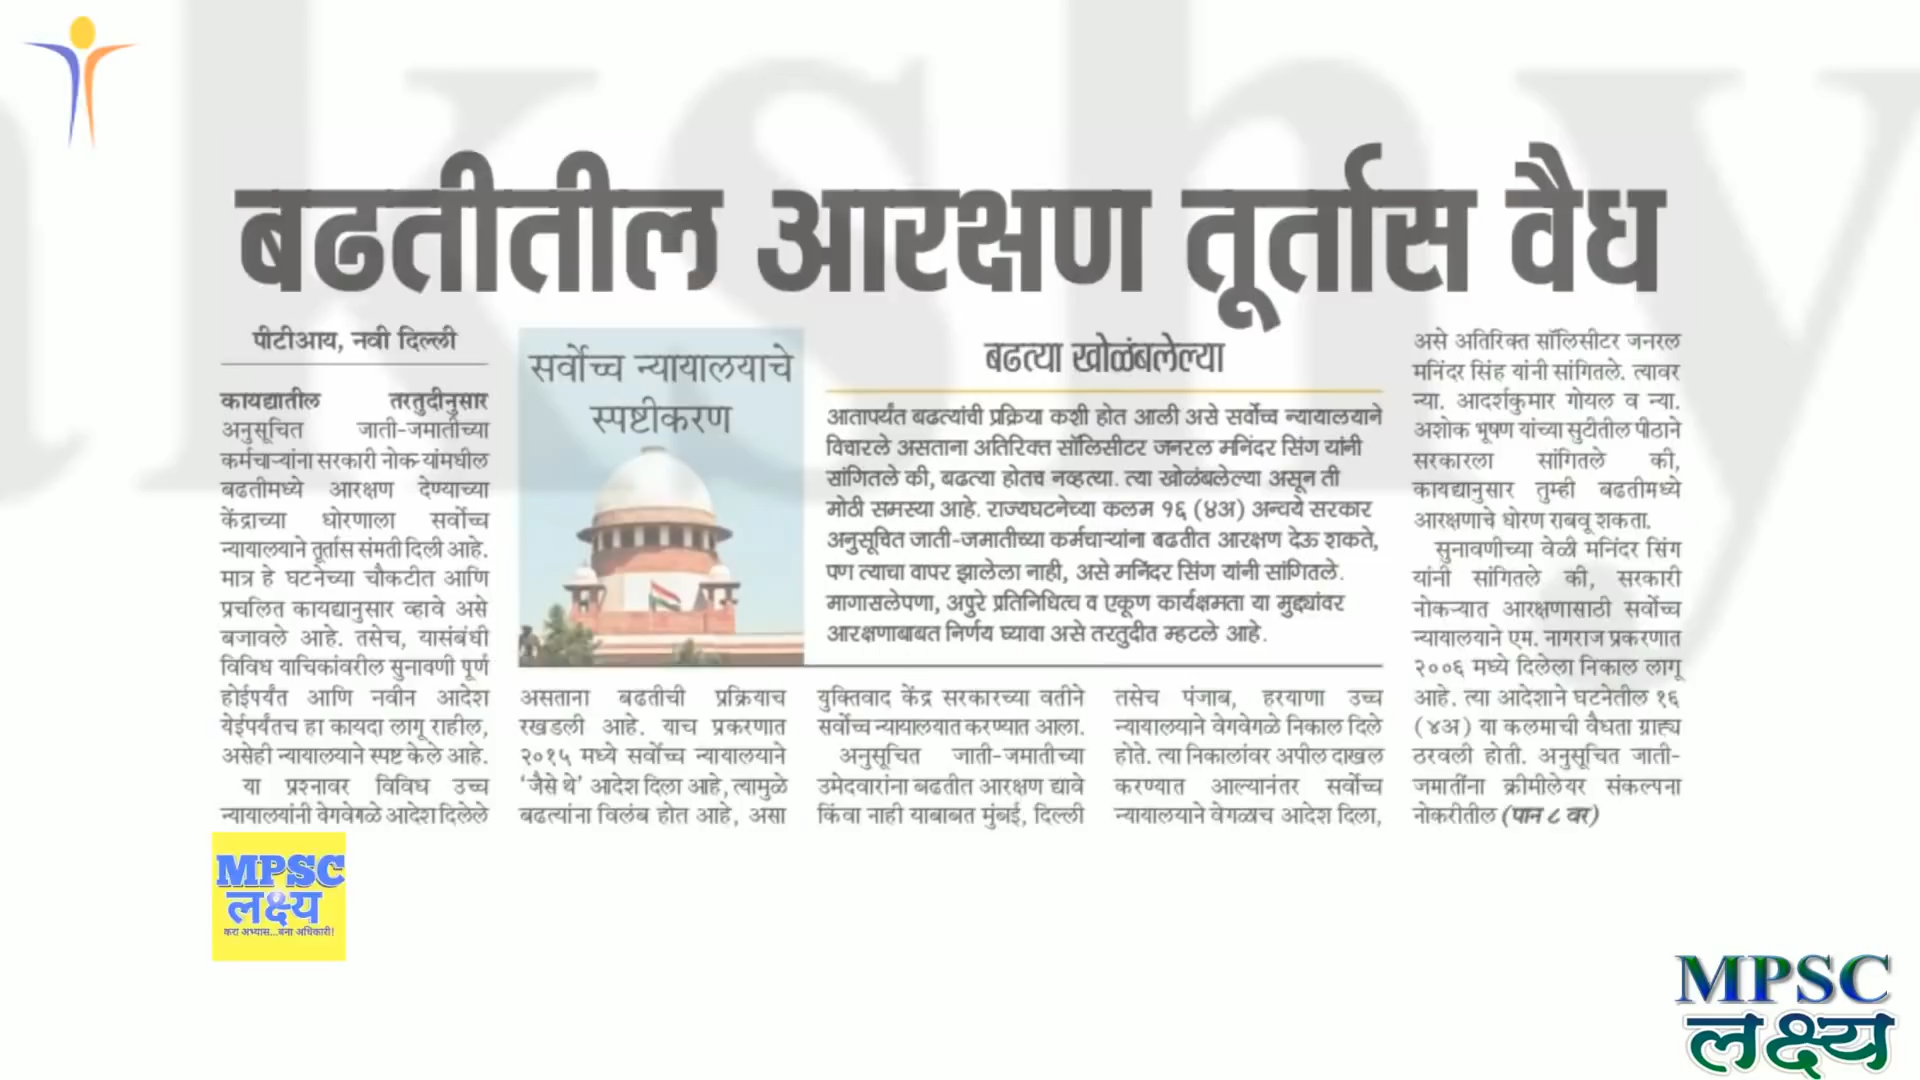 बढतीतील आरक्षण तूर्तास वैध
पीटीआय, नवी दिल्ली
कायद्यातील तरतुदीनुसार
अनुसूचित जाती-जमातीच्या
कर्मचाऱ्यांना सरकारी नोकऱ्यांमधील
बढतीमध्ये आरक्षण देण्याच्या
केंद्राच्या धोरणाला सर्वोच्च
न्यायालयाने तूर्तास संमती दिली आहे.
मात्र हे घटनेच्या चौकटीत आणि
प्रचलित कायद्यानुसार व्हावे असे
बजावले आहे. तसेच, यासंबंधी
विविध याचिकांवरील सुनावणी पूर्ण
होईपर्यंत आणि नवीन आदेश
येईपर्यंतच हा कायदा लागू राहील,
असेही न्यायालयाने स्पष्ट केले आहे.
या प्रश्नावर विविध उच्च
न्यायालयांनी वेगवेगळे आदेश दिलेले
सर्वोच्च न्यायालयाचे
स्पष्टीकरण
असताना बढतीची प्रक्रियाच
रखडली आहे. याच प्रकरणात
२०१५ मध्ये सर्वोच्च न्यायालयाने
'जैसे थे' आदेश दिला आहे, त्यामुळे
बढत्यांना विलंब होत आहे, असा
बढत्या खोळंबलेल्या
आतापर्यंत बढत्यांची प्रक्रिया कशी होत आली असे सर्वोच्च न्यायालयाने
विचारले असताना अतिरिक्त सॉलिसीटर जनरल मनिंदर सिंग यांनी
सांगितले की, बढत्या होतच नव्हत्या. त्या खोळंबलेल्या असून ती
मोठी समस्या आहे. राज्यघटनेच्या कलम १६ (४अ) अन्वये सरकार
अनुसूचित जाती-जमातीच्या कर्मचाऱ्यांना बढतीत आरक्षण देऊ शकते,
पण त्याचा वापर झालेला नाही, असे मनिंदर सिंग यांनी सांगितले.
मागासलेपणा, अपुरे प्रतिनिधित्व व एकूण कार्यक्षमता या मुद्द्यांवर
आरक्षणाबाबत निर्णय घ्यावा असे तरतुदीत म्हटले आहे.
युक्तिवाद केंद्र सरकारच्या वतीने
सर्वोच्च न्यायालयात करण्यात आला.
अनुसूचित जाती-जमातीच्या
उमेदवारांना बढतीत आरक्षण द्यावे
किंवा नाही याबाबत मुंबई, दिल्ली
तसेच पंजाब, हरयाणा उच्च
न्यायालयाने वेगवेगळे निकाल दिले
होते. त्या निकालांवर अपील दाखल
करण्यात आल्यानंतर सर्वोच्च
न्यायालयाने वेगळाच आदेश दिला,
असे अतिरिक्त सॉलिसीटर जनरल
मनिंदर सिंह यांनी सांगितले. त्यावर
न्या. आदर्शकुमार गोयल व न्या.
अशोक भूषण यांच्या सुटीतील पीठाने
सरकारला सांगितले की,
कायद्यानुसार तुम्ही बढतीमध्ये
आरक्षणाचे धोरण राबवू शकता.
सुनावणीच्या वेळी मनिंदर सिंग
यांनी सांगितले की, सरकारी
नोकऱ्यात आरक्षणासाठी सर्वोच्च
न्यायालयाने एम. नागराज प्रकरणात
२००६ मध्ये दिलेला निकाल लागू
आहे. त्या आदेशाने घटनेतील १६
(४अ) या कलमाची वैधता ग्राह्य
ठरवली होती. अनुसूचित जाती-
जमातींना क्रीमीलेयर संकल्पना
नोकरीतील (पान ८ वर)
MPSC
लक्ष्य
करा अभ्यास...बना अधिकारी!
MPSC
लक्ष्य